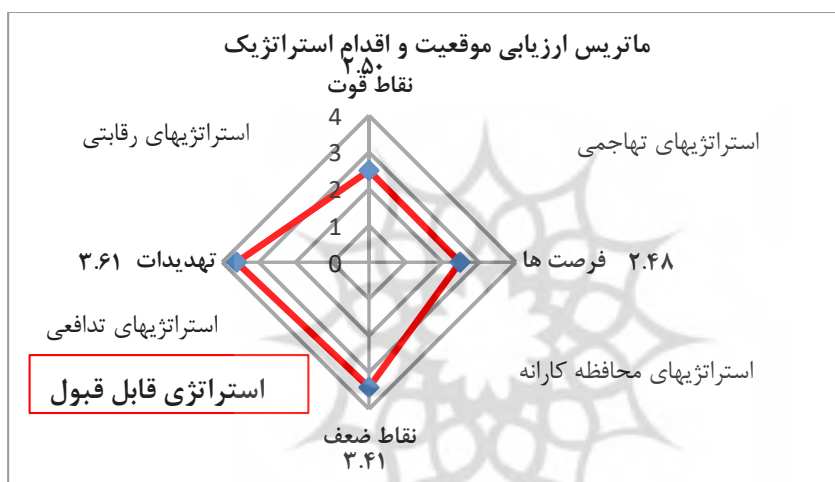 ماتریس ارزیابی موقعیت و اقدام استراتژیک
۲.۵۰
نقاط قوت
استراتژیهای تهاجمی
استراتژیهای رقابتی
4
3
2
1
0
۲.۴۸ فرصت ها
تهدیدات ۳.۶۱
استراتژیهای تدافعی
استراتژی قابل قبول
استراتژیهای محافظه کارانه
نقاط ضعف
۳.۴۱